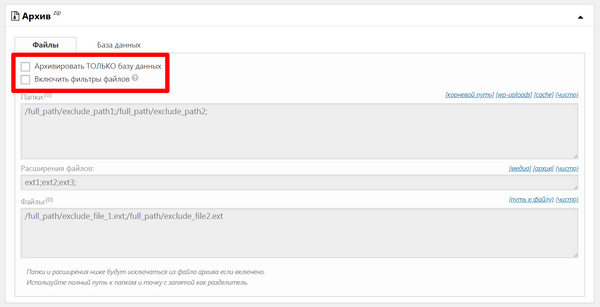 Архив zip
Файлы База данных
Архивировать ТОЛЬКО базу данных
Включить фильтры файлов ?
Папки:(0) [корневой путь] [wp-uploads] [cache] (чисто)
/full_path/exclude_path1;/full_path/exclude_path2;
Расширения файлов: [медиа] [архив] (чисто)
ext1;ext2;ext3;
Файлы:(0) (путь к файлу) (чисто)
/full_path/exclude_file_1.ext;/full_path/exclude_file2.ext
Папки и расширения ниже будут исключаться из файла архива если включено.
Используйте полный путь к папкам и точку с запятой как разделитель.